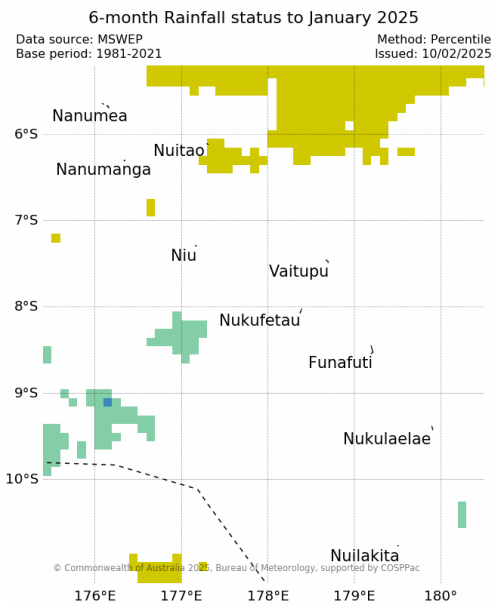 6-month Rainfall status to January 2025
Data source: MSWEP
Method: Percentile
Base period: 1981-2021
Issued: 10/02/2025
Nanumea
6°S
Nuitao
Nanumanga
7°S
Niu
Vaitupu
8°S
Nukufetau
Funafuti
9°S
Nukulaelae
10°S
Nuilakita
© Commonwealth of Australia 2025, Bureau of Meteorology, supported by COSPPac
176°E 177°E 178°E 179°E 180°